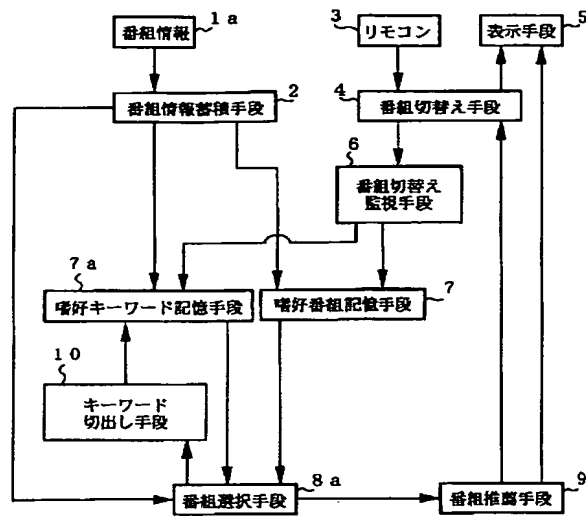 1a
3
5
番組情報
リモコン
表示手段
2
4
番組情報蓄積手段
番組切替え手段
6
番組切替え
監視手段
7a
嗜好キーワード記憶手段
嗜好番組記憶手段
7
10
キーワード
切出し手段
番組選択手段
8a
番組推薦手段
9